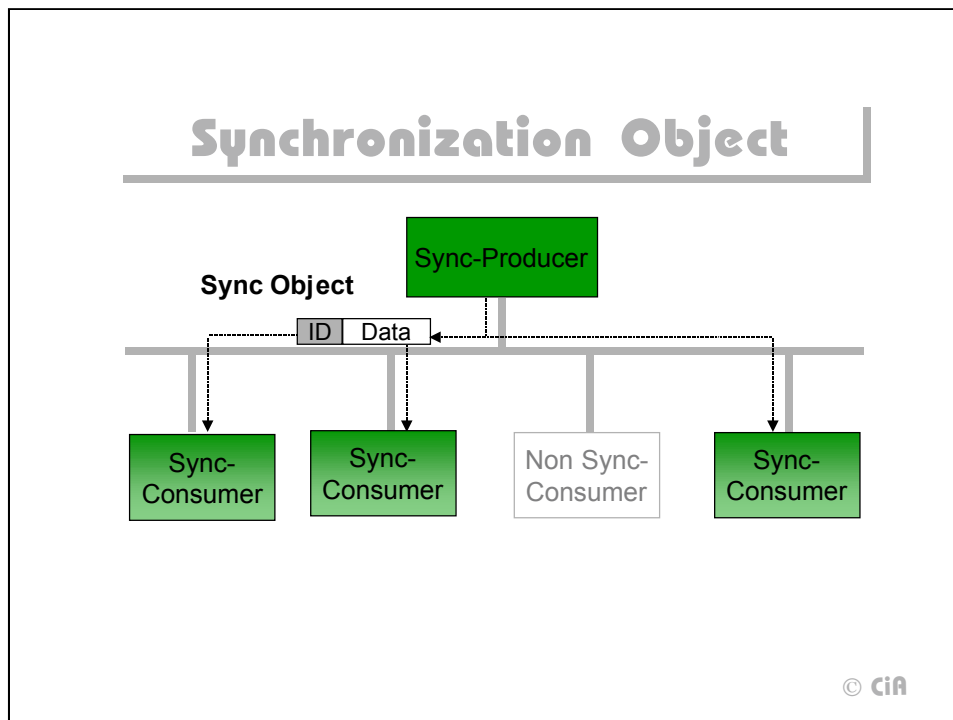 Synchronization Object
Sync-Producer
Sync Object
ID Data
Sync-
Consumer
Sync-
Consumer
Non Sync-
Consumer
Sync-
Consumer
© CiA